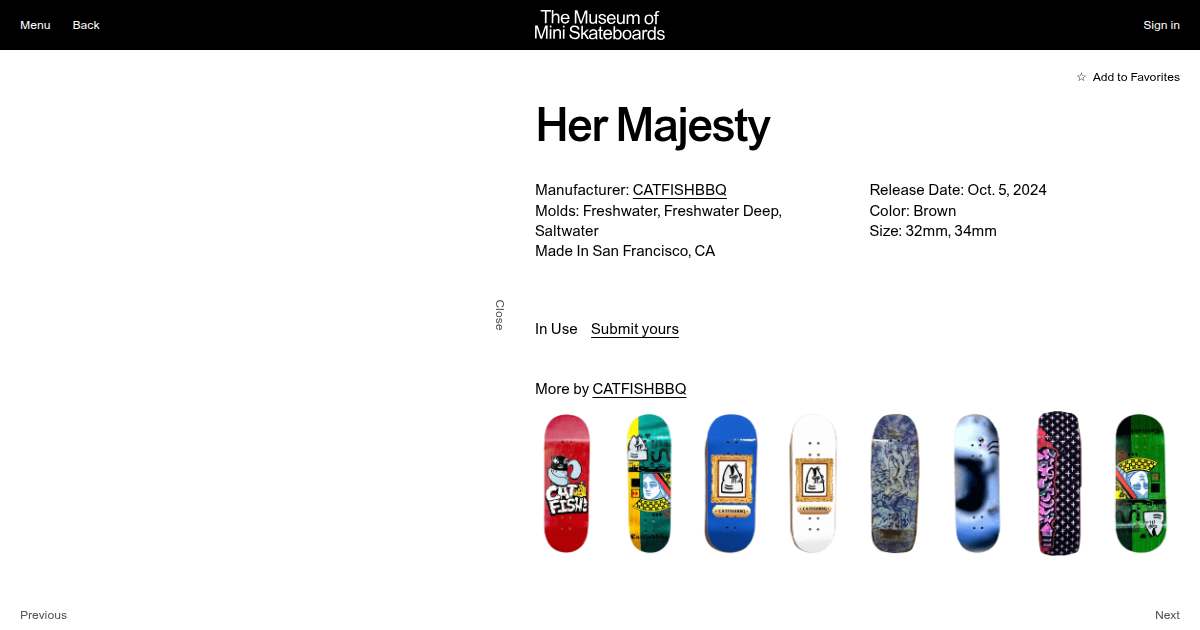 Menu
Back
The Museum of
Mini Skateboards
Sign in
☆ Add to Favorites
Her Majesty
Manufacturer: CATFISHBBQ
Molds: Freshwater, Freshwater Deep,
Saltwater
Made In San Francisco, CA
Release Date: Oct. 5, 2024
Color: Brown
Size: 32mm, 34mm
Close
In Use
Submit yours
More by CATFISHBBQ
CAT
FISH!
CATFISHBBQ
CATFISHBBQ
Previous
Next